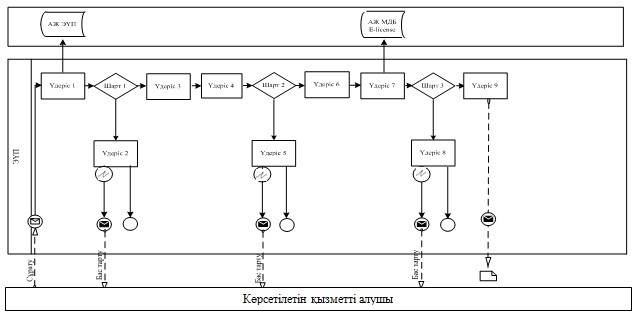 АЖ ЭҮП
АЖ МДБ
E-license
ЭҮП
Үдеріс 1
Шарт 1
Үдеріс 3
Үдеріс 4
Шарт 2
Үдеріс 6
Үдеріс 7
Шарт 3
Үдеріс 9
Үдеріс 2
Үдеріс 5
Үдеріс 8
Сұрату
Бас тарту
Бас тарту
Бас тарту
Көрсетілетін қызметті алушы